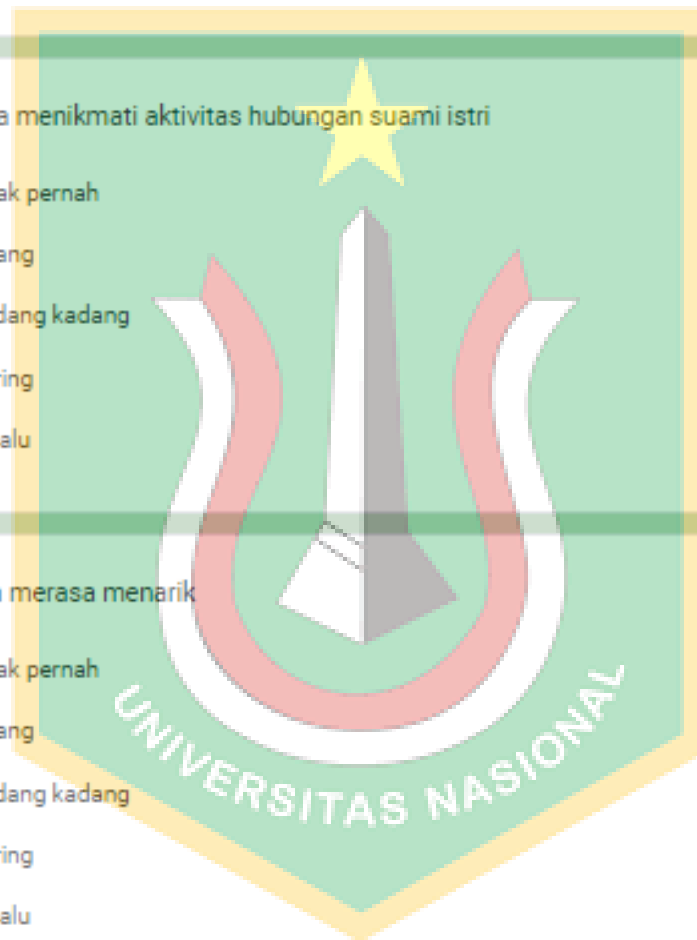 a menikmati aktivitas hubungan suami istri
ak pernah
ang
dang kadang
ring
alu
merasa menarik
ak pernah
ang
dang kadang
ring
alu
UNIVERSITAS NASIONAL